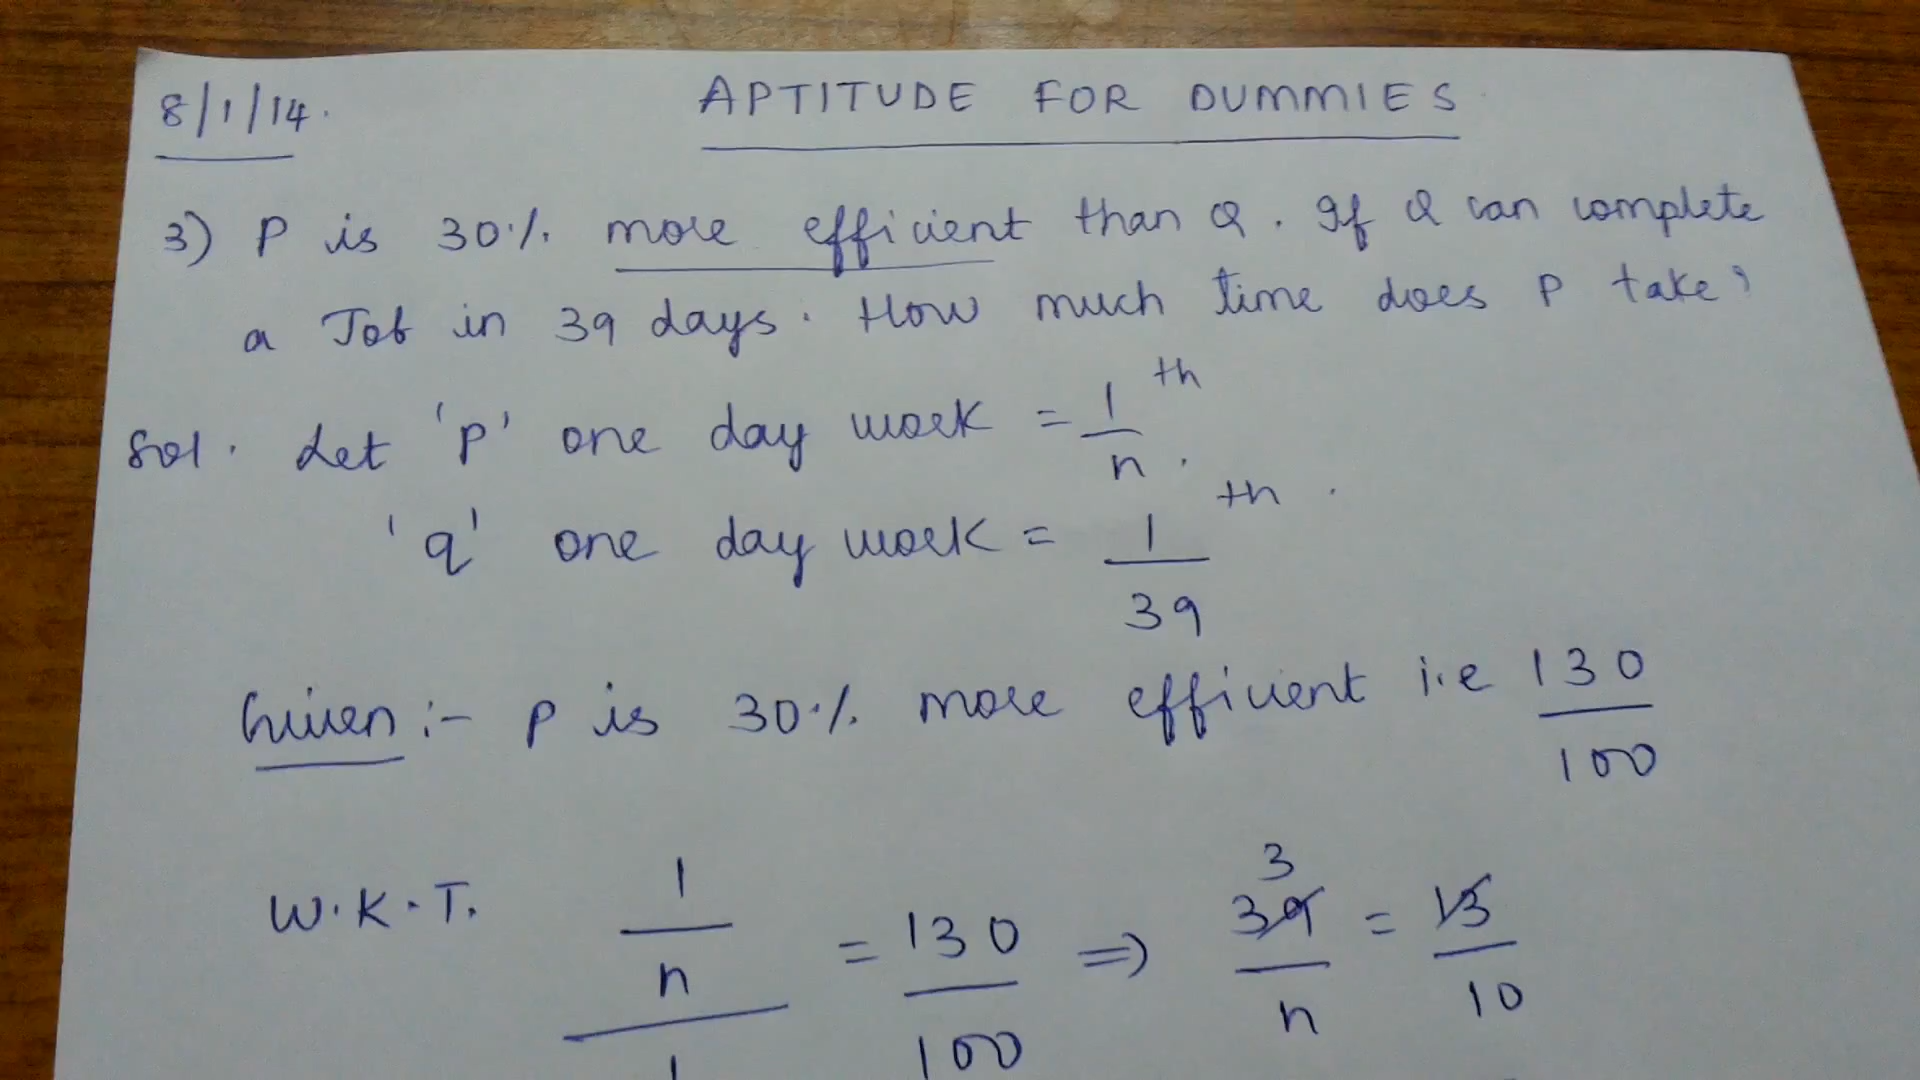 8/1/14.
APTITUDE FOR DUMMIES
3) P is 30% more efficient than Q. If Q can complete
a Job in 39 days. How much time does P take?
Sol. Let 'P' one day work = 1/n th.
'q' one day work = 1/39 th.
Given :- P is 30% more efficient i.e 130/100
W.K.T. 1/n / 1 = 130/100 => 3 39/n = 13/10